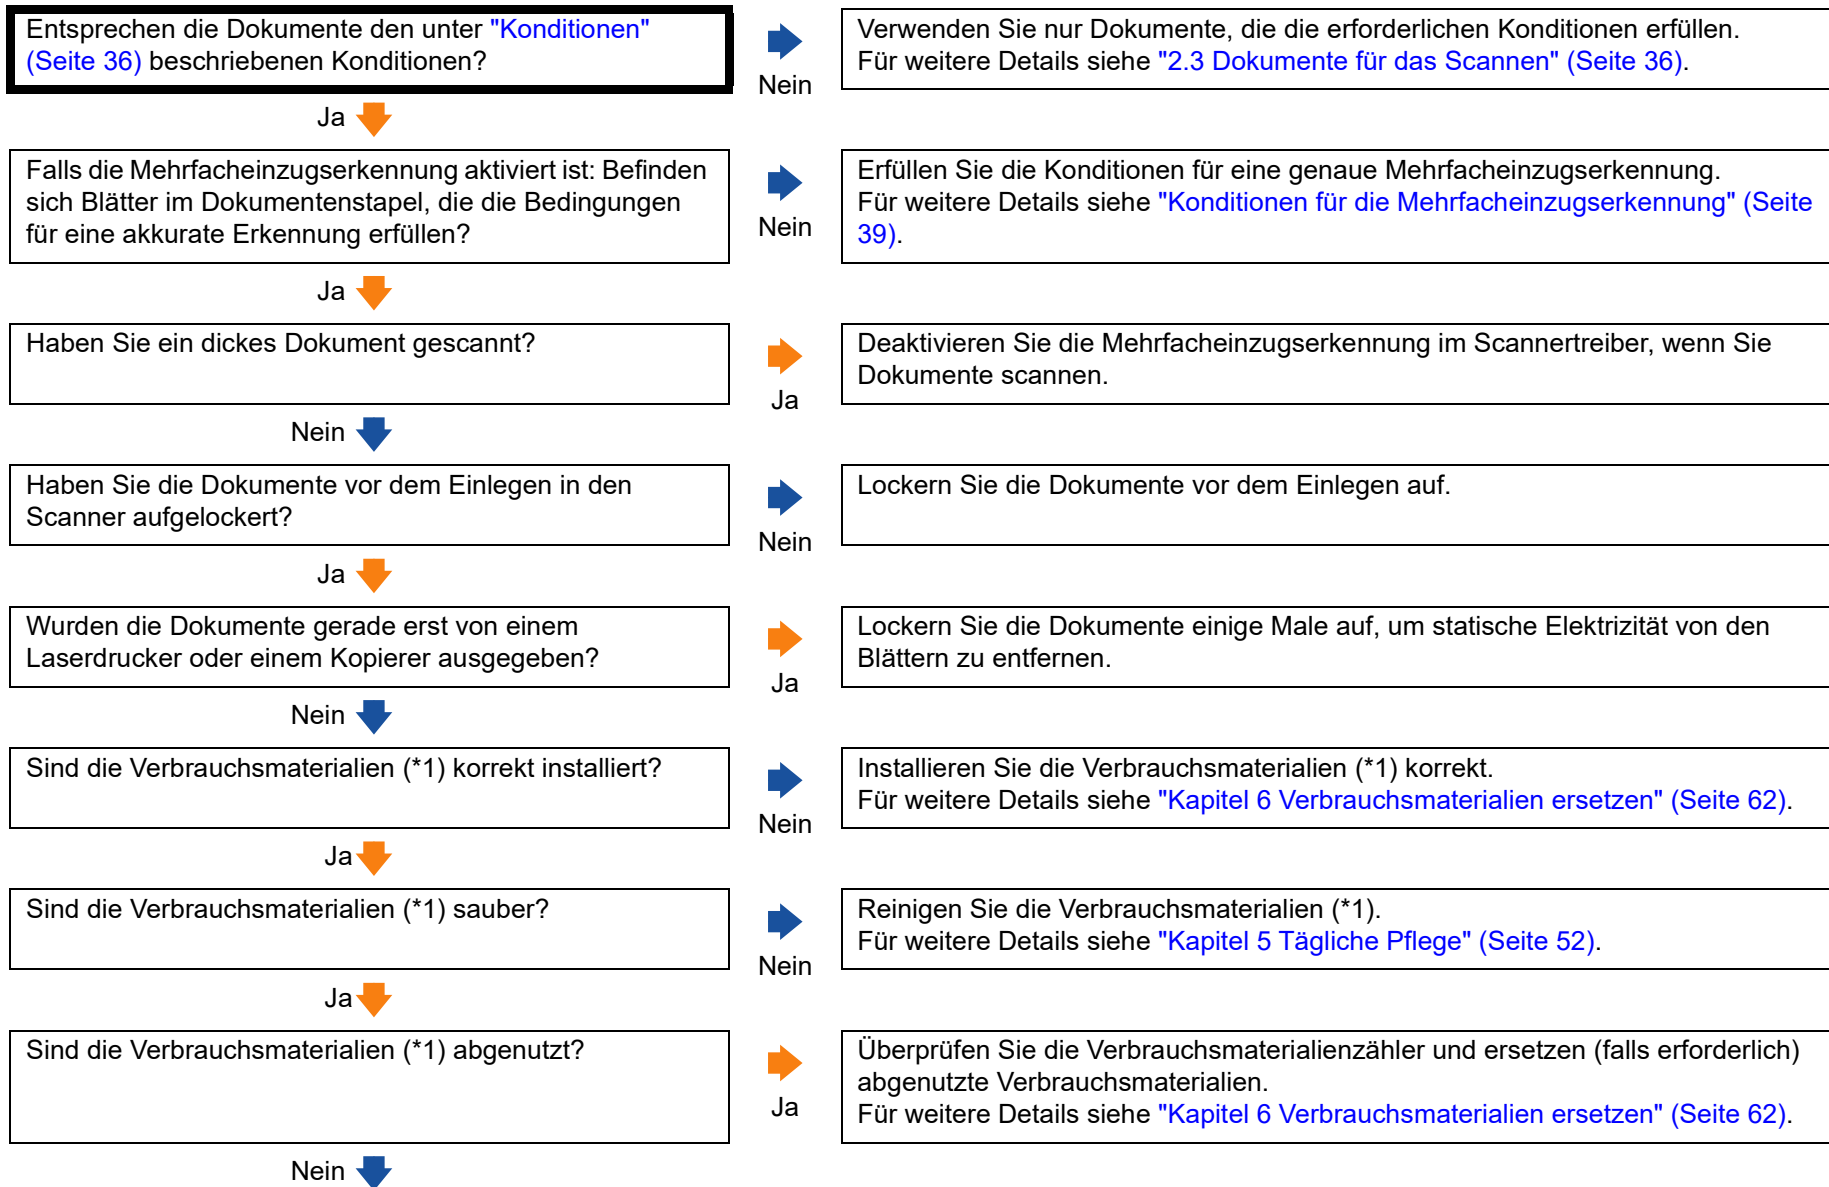 Entsprechen die Dokumente den unter "Konditionen"
(Seite 36) beschriebenen Konditionen?
Nein
Verwenden Sie nur Dokumente, die die erforderlichen Konditionen erfüllen.
Für weitere Details siehe "2.3 Dokumente für das Scannen" (Seite 36).
Ja
Falls die Mehrfacheinzugserkennung aktiviert ist: Befinden
sich Blätter im Dokumentenstapel, die die Bedingungen
für eine akkurate Erkennung erfüllen?
Nein
Erfüllen Sie die Konditionen für eine genaue Mehrfacheinzugserkennung.
Für weitere Details siehe "Konditionen für die Mehrfacheinzugserkennung" (Seite
39).
Ja
Haben Sie ein dickes Dokument gescannt?
Ja
Deaktivieren Sie die Mehrfacheinzugserkennung im Scannertreiber, wenn Sie
Dokumente scannen.
Nein
Haben Sie die Dokumente vor dem Einlegen in den
Scanner aufgelockert?
Nein
Lockern Sie die Dokumente vor dem Einlegen auf.
Ja
Wurden die Dokumente gerade erst von einem
Laserdrucker oder einem Kopierer ausgegeben?
Ja
Lockern Sie die Dokumente einige Male auf, um statische Elektrizität von den
Blättern zu entfernen.
Nein
Sind die Verbrauchsmaterialien (*1) korrekt installiert?
Nein
Installieren Sie die Verbrauchsmaterialien (*1) korrekt.
Für weitere Details siehe "Kapitel 6 Verbrauchsmaterialien ersetzen" (Seite 62).
Ja
Sind die Verbrauchsmaterialien (*1) sauber?
Nein
Reinigen Sie die Verbrauchsmaterialien (*1).
Für weitere Details siehe "Kapitel 5 Tägliche Pflege" (Seite 52).
Ja
Sind die Verbrauchsmaterialien (*1) abgenutzt?
Ja
Überprüfen Sie die Verbrauchsmaterialienzähler und ersetzen (falls erforderlich)
abgenutzte Verbrauchsmaterialien.
Für weitere Details siehe "Kapitel 6 Verbrauchsmaterialien ersetzen" (Seite 62).
Nein